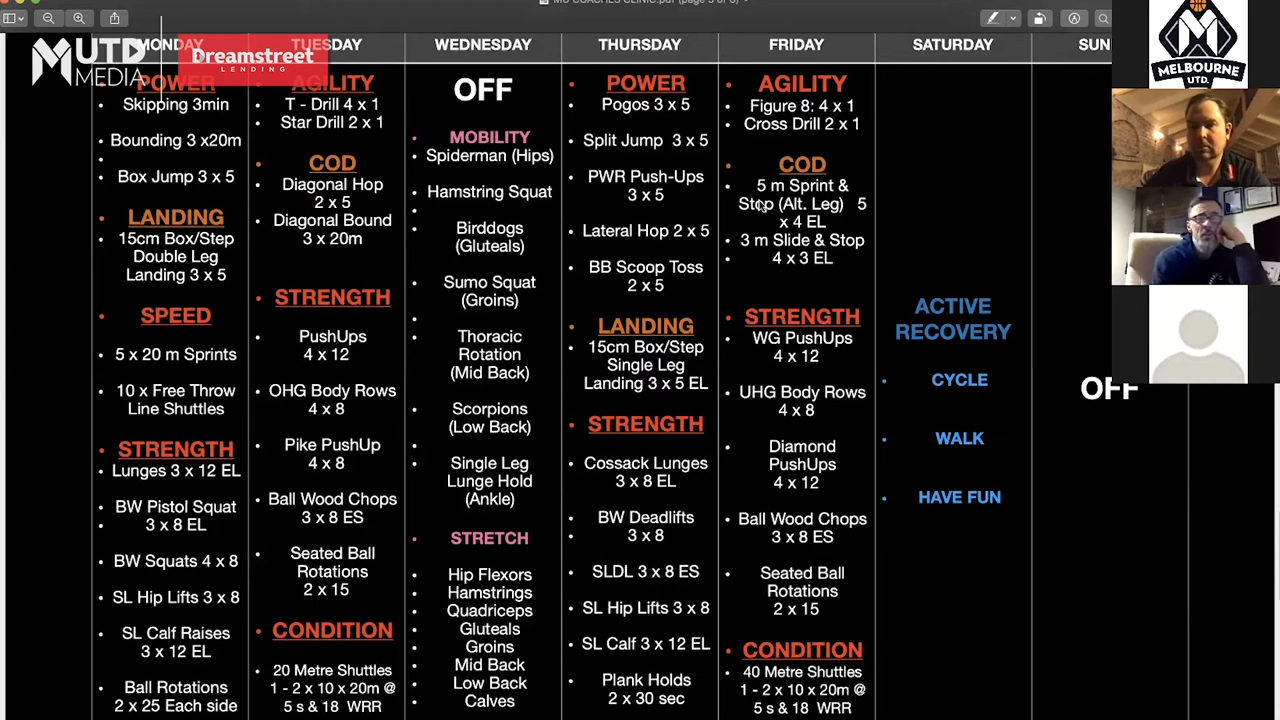 MU COACHES CLINIC.pdf (page 5 of 8)
MUTD
MEDIA
Dreamstreet
LENDING
MELBOURNE
UTD.
MONDAY
POWER
Skipping 3min
Bounding 3 x20m
Box Jump 3 x 5
LANDING
15cm Box/Step
Double Leg
Landing 3 x 5
SPEED
5 x 20 m Sprints
10 x Free Throw
Line Shuttles
STRENGTH
Lunges 3 x 12 EL
BW Pistol Squat
3 x 8 EL
BW Squats 4 x 8
SL Hip Lifts 3 x 8
SL Calf Raises
3 x 12 EL
Ball Rotations
2 x 25 Each side
TUESDAY
AGILITY
T - Drill 4 x 1
Star Drill 2 x 1
COD
Diagonal Hop
2 x 5
Diagonal Bound
3 x 20m
STRENGTH
PushUps
4 x 12
OHG Body Rows
4 x 8
Pike PushUp
4 x 8
Ball Wood Chops
3 x 8 ES
Seated Ball
Rotations
2 x 15
CONDITION
20 Metre Shuttles
1 - 2 x 10 x 20m @
5 s & 18 WRR
WEDNESDAY
OFF
MOBILITY
Spiderman (Hips)
Hamstring Squat
Birddogs
(Gluteals)
Sumo Squat
(Groins)
Thoracic
Rotation
(Mid Back)
Scorpions
(Low Back)
Single Leg
Lunge Hold
(Ankle)
STRETCH
Hip Flexors
Hamstrings
Quadriceps
Gluteals
Groins
Mid Back
Low Back
Calves
THURSDAY
POWER
Pogos 3 x 5
Split Jump 3 x 5
PWR Push-Ups
3 x 5
Lateral Hop 2 x 5
BB Scoop Toss
2 x 5
LANDING
15cm Box/Step
Single Leg
Landing 3 x 5 EL
STRENGTH
Cossack Lunges
3 x 8 EL
BW Deadlifts
3 x 8
SLDL 3 x 8 ES
SL Hip Lifts 3 x 8
SL Calf 3 x 12 EL
Plank Holds
2 x 30 sec
FRIDAY
AGILITY
Figure 8: 4 x 1
Cross Drill 2 x 1
COD
5 m Sprint &
Stop (Alt. Leg) 5
x 4 EL
3 m Slide & Stop
4 x 3 EL
STRENGTH
WG PushUps
4 x 12
UHG Body Rows
4 x 8
Diamond
PushUps
4 x 12
Ball Wood Chops
3 x 8 ES
Seated Ball
Rotations
2 x 15
CONDITION
40 Metre Shuttles
1 - 2 x 10 x 20m @
5 s & 18 WRR
SATURDAY
ACTIVE
RECOVERY
CYCLE
WALK
HAVE FUN
SUN
OFF